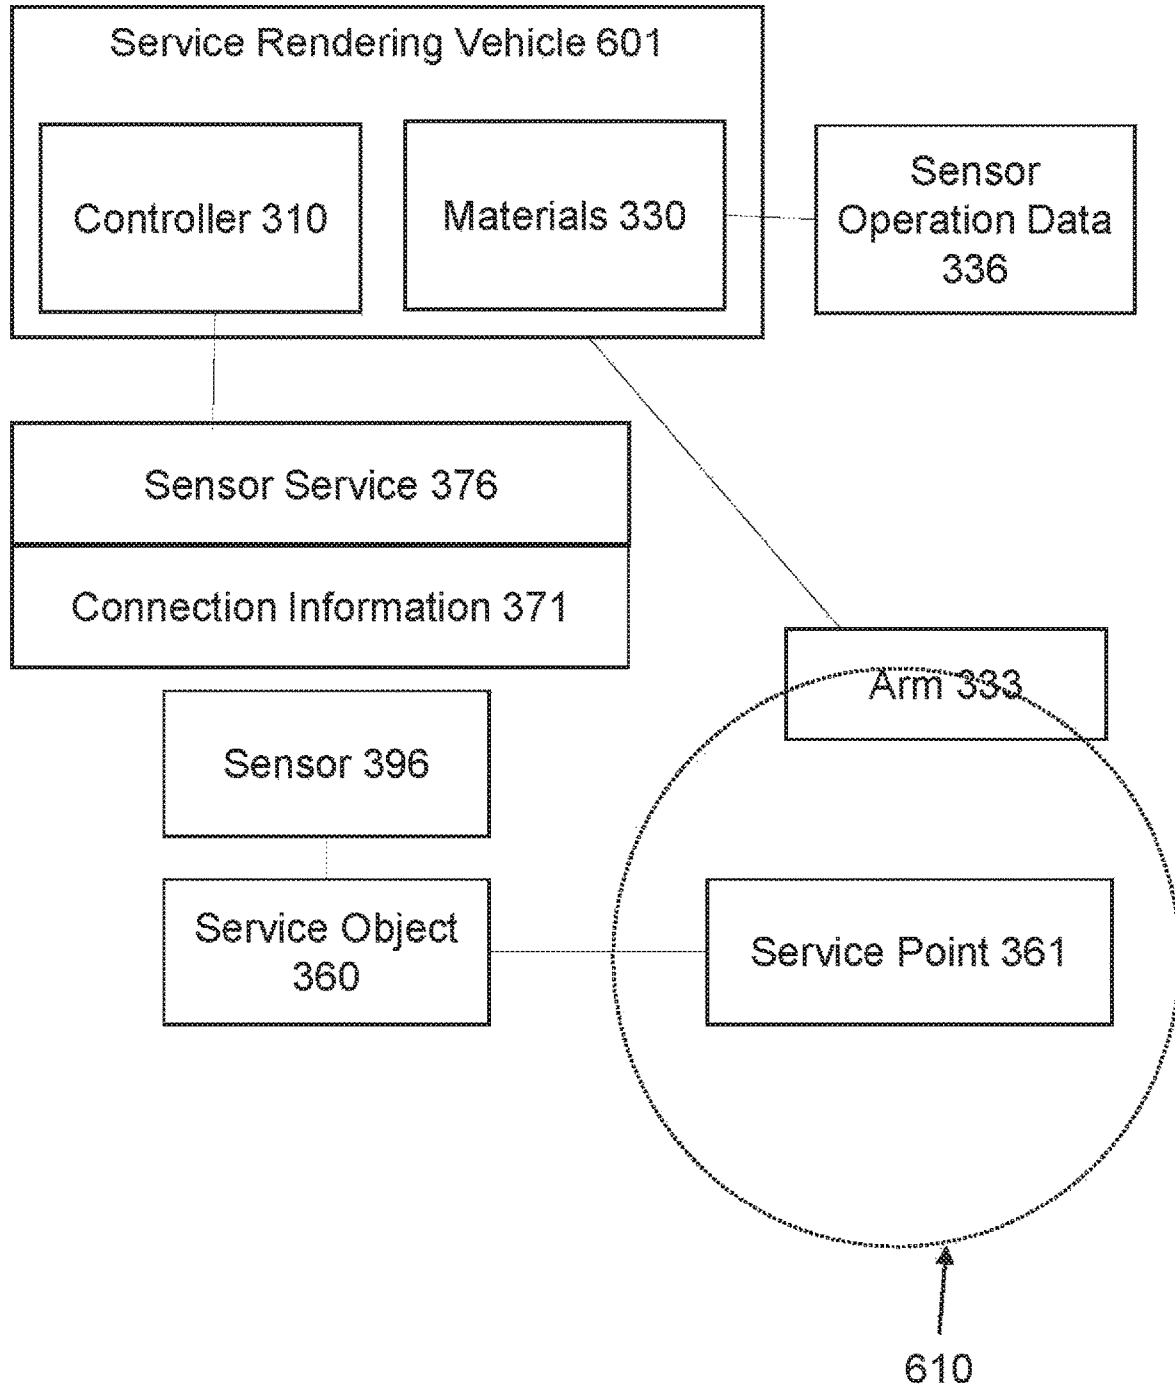 Service Rendering Vehicle 601
Controller 310
Materials 330
Sensor
Operation Data
336
Sensor Service 376
Connection Information 371
Arm 333
Sensor 396
Service Object
360
Service Point 361
610